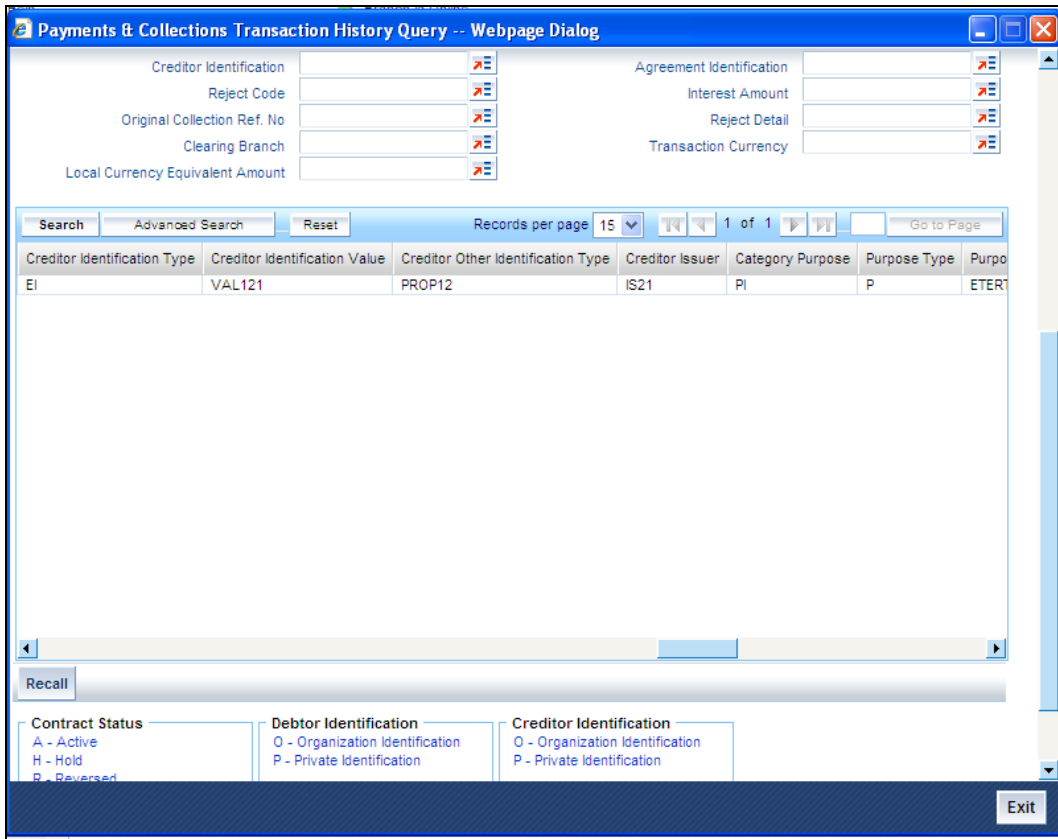 Payments & Collections Transaction History Query -- Webpage Dialog
Creditor Identification Agreement Identification
Reject Code Interest Amount
Original Collection Ref. No Reject Detail
Clearing Branch Transaction Currency
Local Currency Equivalent Amount
Search Advanced Search Reset Records per page 15 1 of 1 Go to Page
Creditor Identification Type Creditor Identification Value Creditor Other Identification Type Creditor Issuer Category Purpose Purpose Type Purpo
EI VAL121 PROP12 IS21 PI P ETERT
Recall
Contract Status Debtor Identification Creditor Identification
A - Active O - Organization Identification O - Organization Identification
H - Hold P - Private Identification P - Private Identification
R - Reversed
Exit